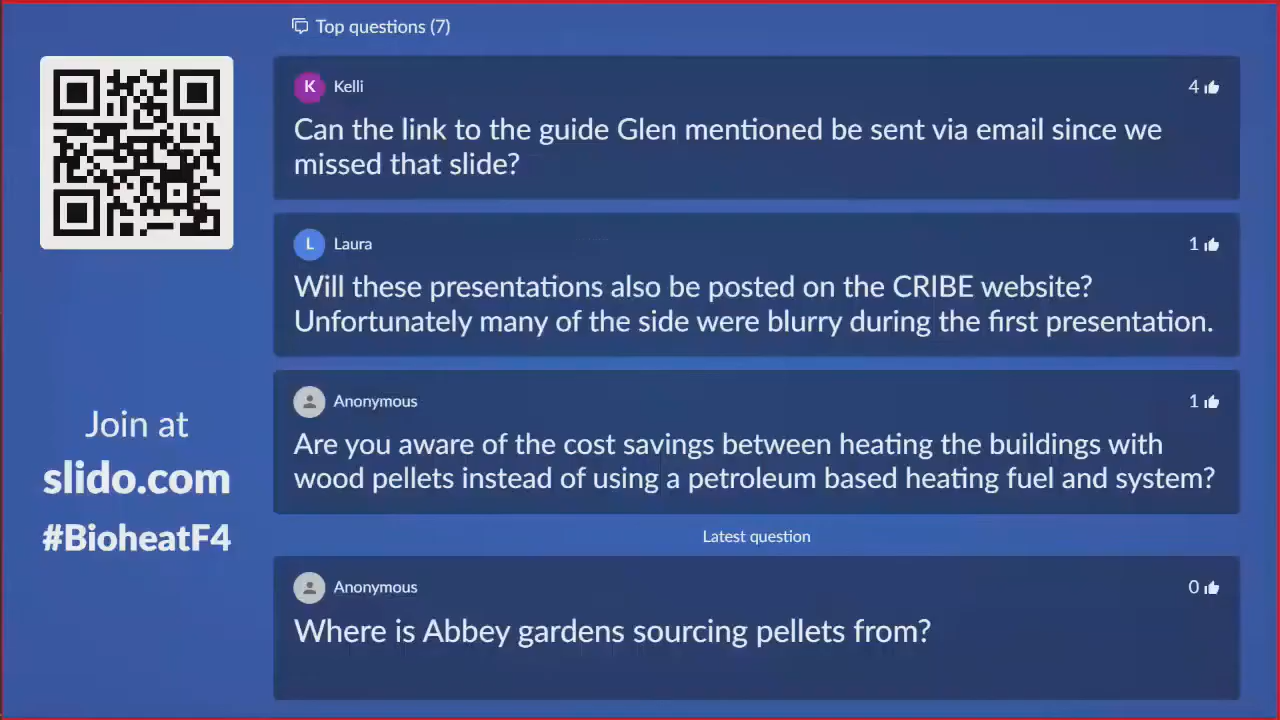 Top questions (7)
K Kelli 4
Can the link to the guide Glen mentioned be sent via email since we
missed that slide?
L Laura 1
Will these presentations also be posted on the CRIBE website?
Unfortunately many of the side were blurry during the first presentation.
Anonymous 1
Are you aware of the cost savings between heating the buildings with
wood pellets instead of using a petroleum based heating fuel and system?
Latest question
Anonymous 0
Where is Abbey gardens sourcing pellets from?
Join at
slido.com
#BioheatF4